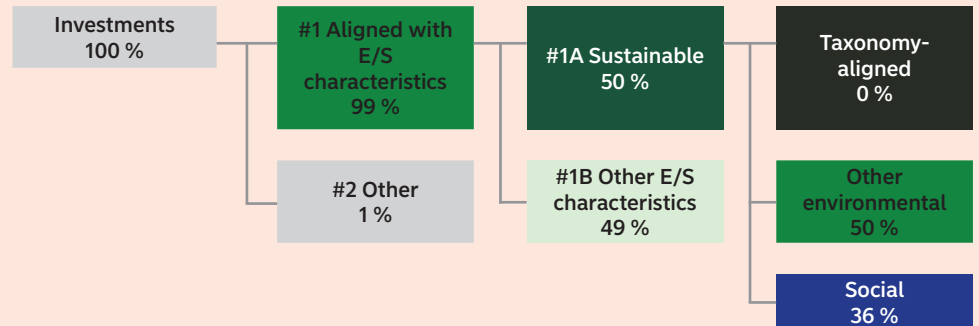 Investments
100 %
#1 Aligned with
E/S
characteristics
99 %
#1A Sustainable
50 %
Taxonomy-
aligned
0 %
#2 Other
1 %
#1B Other E/S
characteristics
49 %
Other
environmental
50 %
Social
36 %